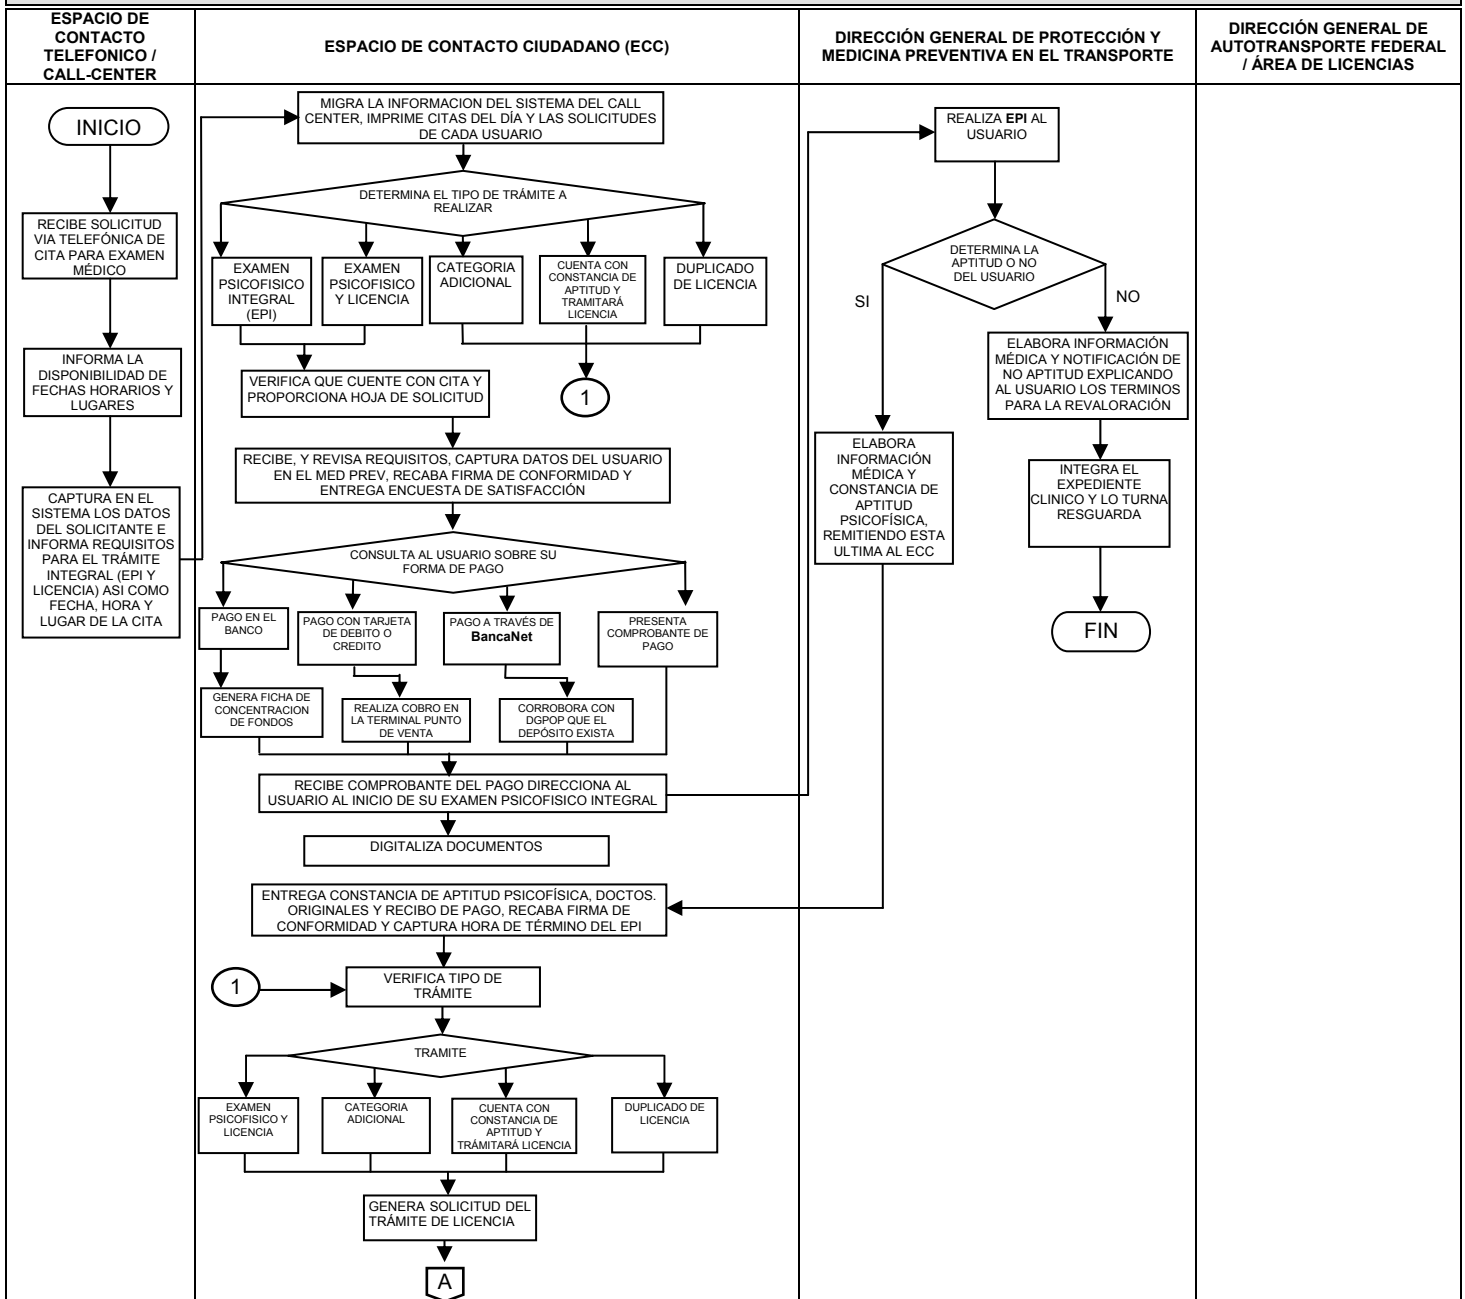 ESPACIO DE
CONTACTO
TELEFONICO /
CALL-CENTER
ESPACIO DE CONTACTO CIUDADANO (ECC)
DIRECCIÓN GENERAL DE PROTECCIÓN Y
MEDICINA PREVENTIVA EN EL TRANSPORTE
DIRECCIÓN GENERAL DE
AUTOTRANSPORTE FEDERAL
/ ÁREA DE LICENCIAS
INICIO
RECIBE SOLICITUD
VIA TELEFÓNICA DE
CITA PARA EXAMEN
MÉDICO
INFORMA LA
DISPONIBILIDAD DE
FECHAS HORARIOS Y
LUGARES
CAPTURA EN EL
SISTEMA LOS DATOS
DEL SOLICITANTE E
INFORMA REQUISITOS
PARA EL TRÁMITE
INTEGRAL (EPI Y
LICENCIA) ASI COMO
FECHA, HORA Y
LUGAR DE LA CITA
MIGRA LA INFORMACION DEL SISTEMA DEL CALL
CENTER, IMPRIME CITAS DEL DÍA Y LAS SOLICITUDES
DE CADA USUARIO
DETERMINA EL TIPO DE TRÁMITE A
REALIZAR
EXAMEN
PSICOFISICO
INTEGRAL
(EPI)
EXAMEN
PSICOFISICO
Y LICENCIA
CATEGORIA
ADICIONAL
CUENTA CON
CONSTANCIA DE
APTITUD Y
TRAMITARÁ
LICENCIA
DUPLICADO
DE LICENCIA
VERIFICA QUE CUENTE CON CITA Y
PROPORCIONA HOJA DE SOLICITUD
1
RECIBE, Y REVISA REQUISITOS, CAPTURA DATOS DEL USUARIO
EN EL MED PREV, RECABA FIRMA DE CONFORMIDAD Y
ENTREGA ENCUESTA DE SATISFACCIÓN
CONSULTA AL USUARIO SOBRE SU
FORMA DE PAGO
PAGO EN EL
BANCO
PAGO CON TARJETA
DE DEBITO O
CREDITO
PAGO A TRAVÉS DE
BancaNet
PRESENTA
COMPROBANTE DE
PAGO
GENERA FICHA DE
CONCENTRACION
DE FONDOS
REALIZA COBRO EN
LA TERMINAL PUNTO
DE VENTA
CORROBORA CON
DGPOP QUE EL
DEPÓSITO EXISTA
RECIBE COMPROBANTE DEL PAGO DIRECCIONA AL
USUARIO AL INICIO DE SU EXAMEN PSICOFISICO INTEGRAL
DIGITALIZA DOCUMENTOS
ENTREGA CONSTANCIA DE APTITUD PSICOFÍSICA, DOCTOS.
ORIGINALES Y RECIBO DE PAGO, RECABA FIRMA DE
CONFORMIDAD Y CAPTURA HORA DE TÉRMINO DEL EPI
1
VERIFICA TIPO DE
TRÁMITE
TRAMITE
EXAMEN
PSICOFISICO Y
LICENCIA
CATEGORIA
ADICIONAL
CUENTA CON
CONSTANCIA DE
APTITUD Y
TRÁMITARÁ LICENCIA
DUPLICADO DE
LICENCIA
GENERA SOLICITUD DEL
TRÁMITE DE LICENCIA
A
REALIZA EPI AL
USUARIO
DETERMINA LA
APTITUD O NO
DEL USUARIO
SI
NO
ELABORA
INFORMACIÓN
MÉDICA Y
CONSTANCIA DE
APTITUD
PSICOFÍSICA,
REMITIENDO ESTA
ULTIMA AL ECC
ELABORA INFORMACIÓN
MÉDICA Y NOTIFICACIÓN DE
NO APTITUD EXPLICANDO
AL USUARIO LOS TERMINOS
PARA LA REVALORACIÓN
INTEGRA EL
EXPEDIENTE
CLINICO Y LO TURNA
RESGUARDA
FIN